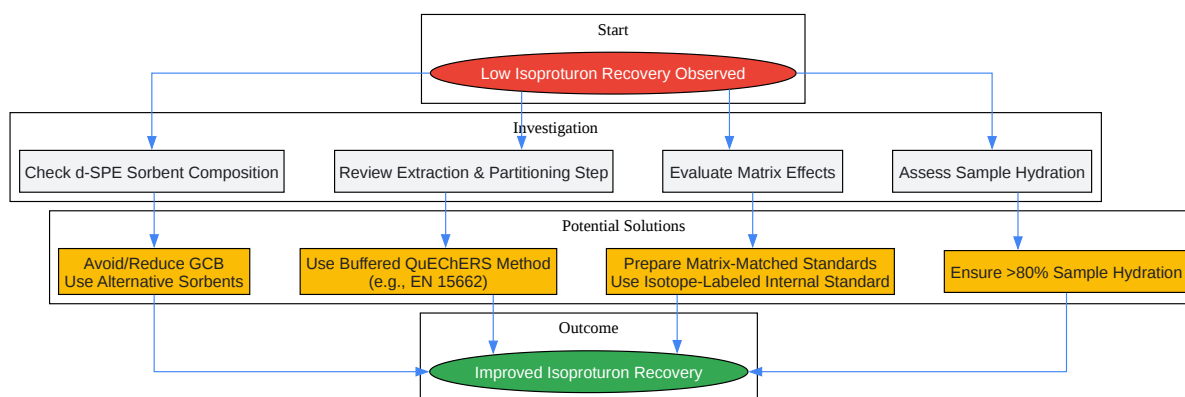 Start
Low Isoproturon Recovery Observed
Investigation
Check d-SPE Sorbent Composition
Review Extraction & Partitioning Step
Evaluate Matrix Effects
Assess Sample Hydration
Potential Solutions
Avoid/Reduce GCB
Use Alternative Sorbents
Use Buffered QuEChERS Method
(e.g., EN 15662)
Prepare Matrix-Matched Standards
Use Isotope-Labeled Internal Standard
Ensure >80% Sample Hydration
Outcome
Improved Isoproturon Recovery